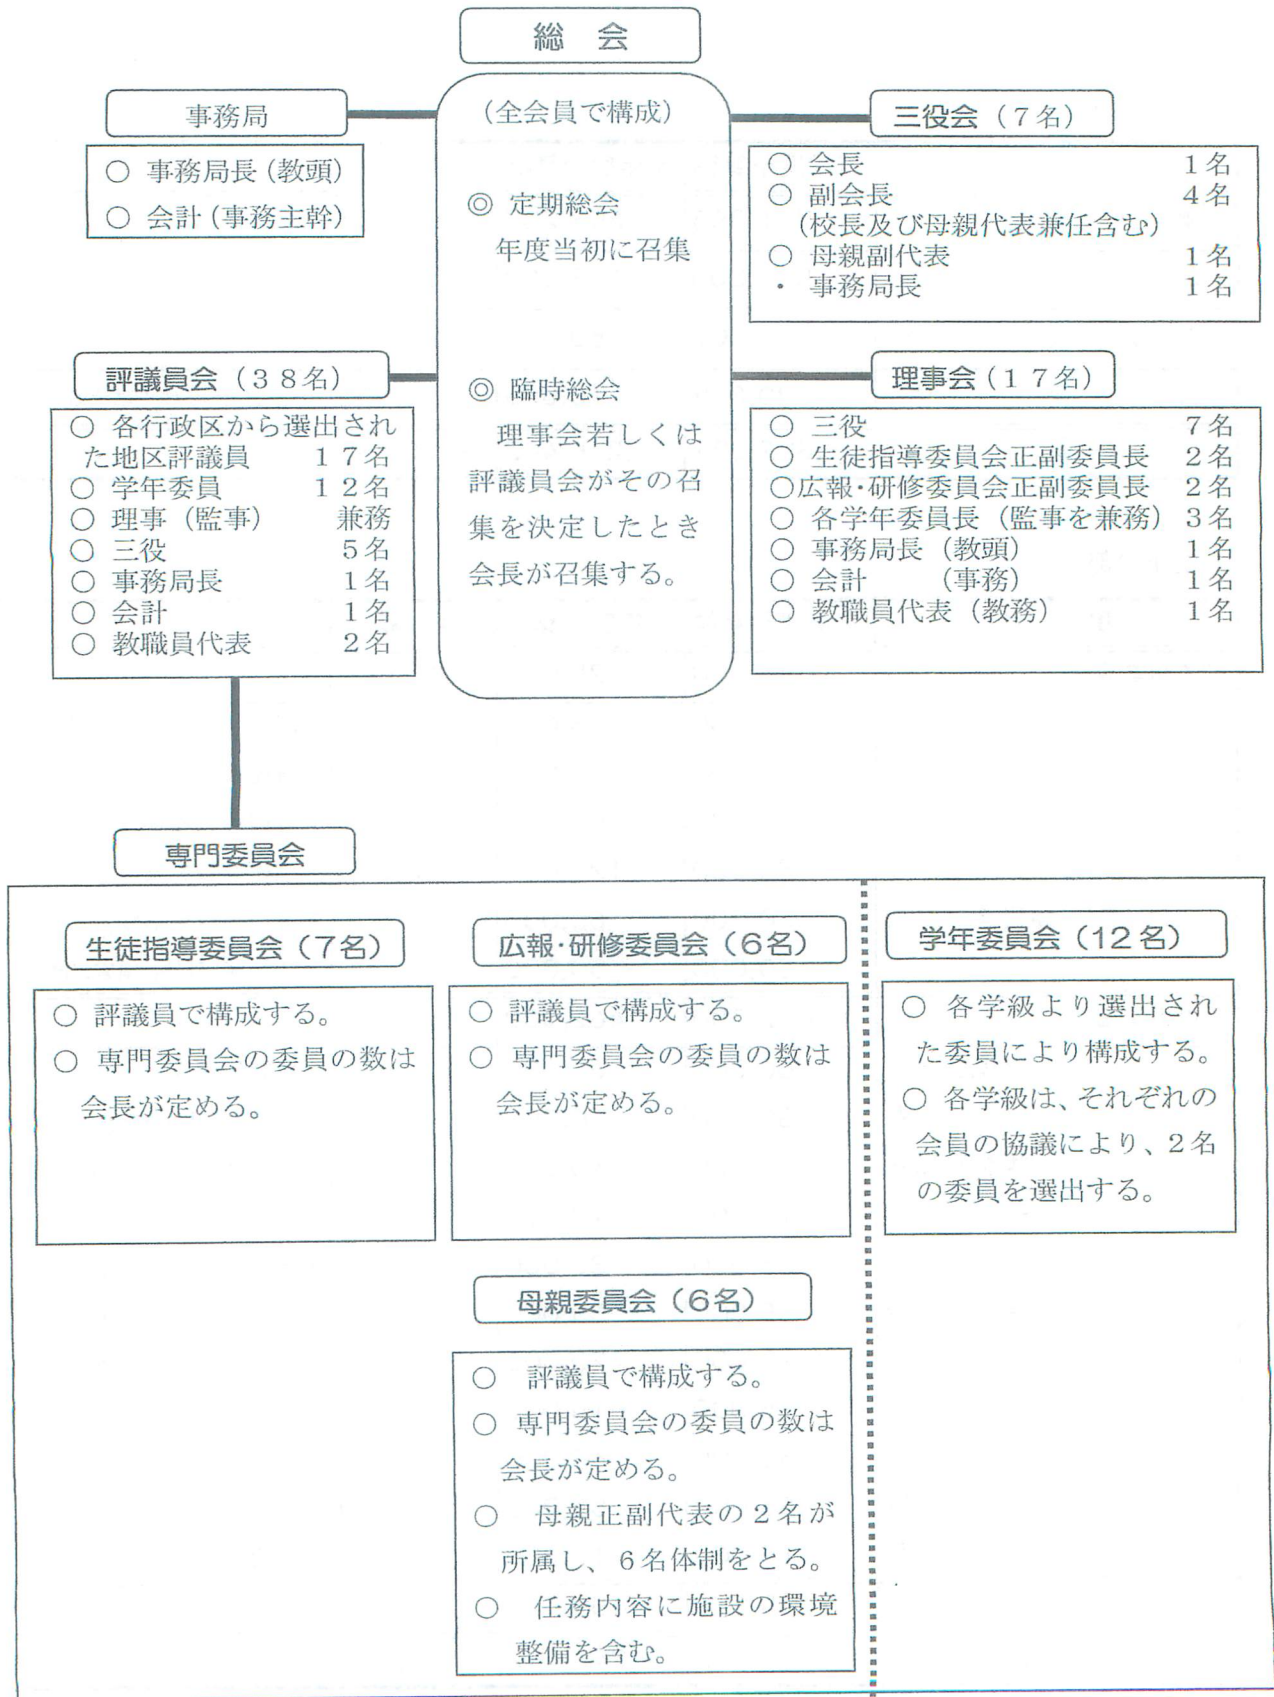 総　会
事務局
○ 事務局長（教頭）
○ 会計（事務主幹）
（全会員で構成）
◎ 定期総会
年度当初に召集
◎ 臨時総会
理事会若しくは
評議員会がその召
集を決定したとき
会長が召集する。
三役会（７名）
○ 会長　１名
○ 副会長　４名
（校長及び母親代表兼任含む）
○ 母親副代表　１名
・ 事務局長　１名
評議員会（３８名）
○ 各行政区から選出され
た地区評議員　１７名
○ 学年委員　１２名
○ 理事（監事）　兼務
○ 三役　５名
○ 事務局長　１名
○ 会計　１名
○ 教職員代表　２名
理事会（１７名）
○ 三役　７名
○ 生徒指導委員会正副委員長　２名
○広報・研修委員会正副委員長　２名
○ 各学年委員長（監事を兼務）３名
○ 事務局長（教頭）　１名
○ 会計　（事務）　１名
○ 教職員代表（教務）　１名
専門委員会
生徒指導委員会（７名）
○ 評議員で構成する。
○ 専門委員会の委員の数は
会長が定める。
広報・研修委員会（６名）
○ 評議員で構成する。
○ 専門委員会の委員の数は
会長が定める。
母親委員会（６名）
○　評議員で構成する。
○ 専門委員会の委員の数は
会長が定める。
○　母親正副代表の２名が
所属し、６名体制をとる。
○　任務内容に施設の環境
整備を含む。
学年委員会（12名）
○ 各学級より選出され
た委員により構成する。
○ 各学級は、それぞれの
会員の協議により、２名
の委員を選出する。